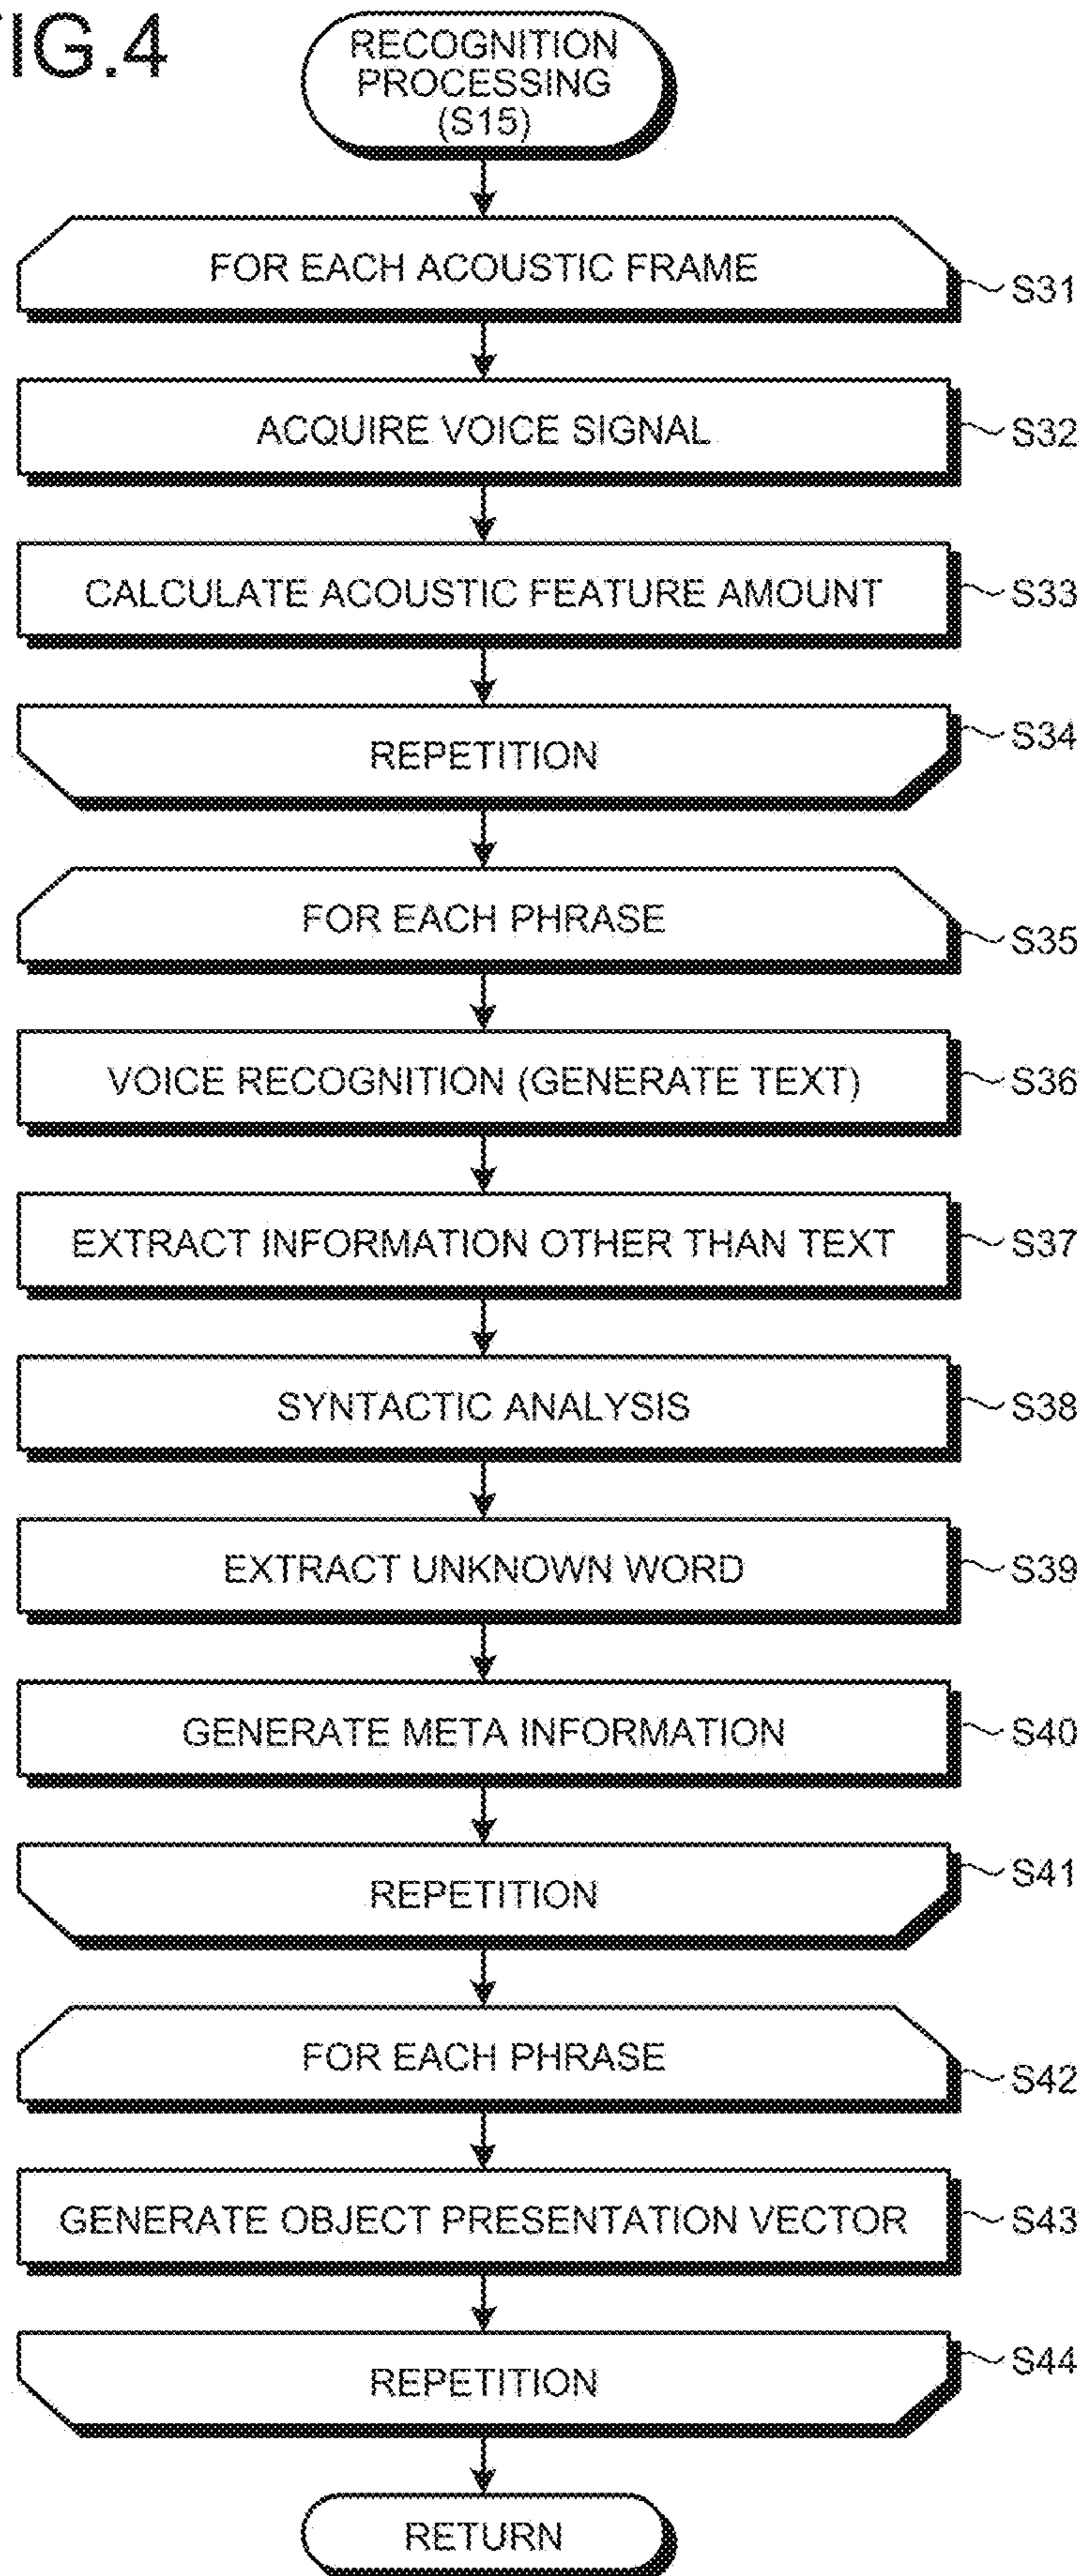 FIG.4
RECOGNITION
PROCESSING
(S15)
FOR EACH ACOUSTIC FRAME
S31
ACQUIRE VOICE SIGNAL
S32
CALCULATE ACOUSTIC FEATURE AMOUNT
S33
REPETITION
S34
FOR EACH PHRASE
S35
VOICE RECOGNITION (GENERATE TEXT)
S36
EXTRACT INFORMATION OTHER THAN TEXT
S37
SYNTACTIC ANALYSIS
S38
EXTRACT UNKNOWN WORD
S39
GENERATE META INFORMATION
S40
REPETITION
S41
FOR EACH PHRASE
S42
GENERATE OBJECT PRESENTATION VECTOR
S43
REPETITION
S44
RETURN